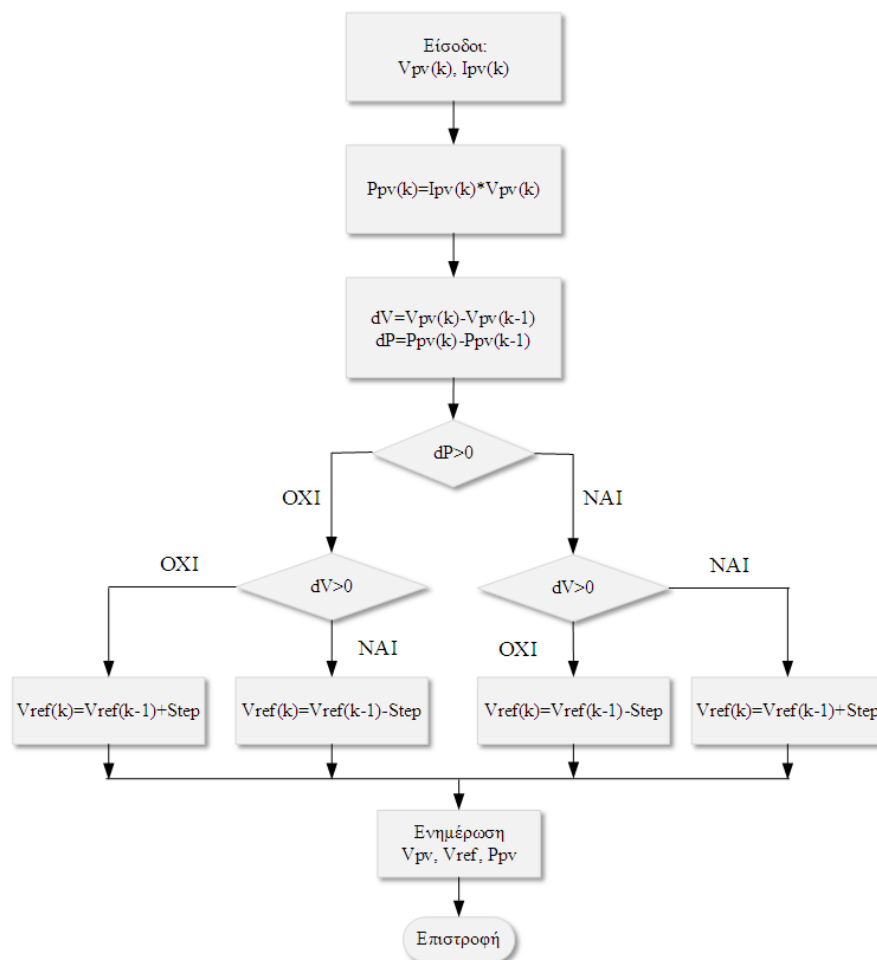 Είσοδοι:
Vpv(k), Ipv(k)
Ppv(k)=Ipv(k)*Vpv(k)
dV=Vpv(k)-Vpv(k-1)
dP=Ppv(k)-Ppv(k-1)
dP>0
ΟΧΙ
ΝΑΙ
ΟΧΙ
dV>0
dV>0
ΝΑΙ
ΝΑΙ
ΟΧΙ
Vref(k)=Vref(k-1)+Step
Vref(k)=Vref(k-1)-Step
Vref(k)=Vref(k-1)-Step
Vref(k)=Vref(k-1)+Step
Ενημέρωση
Vpv, Vref, Ppv
Επιστροφή